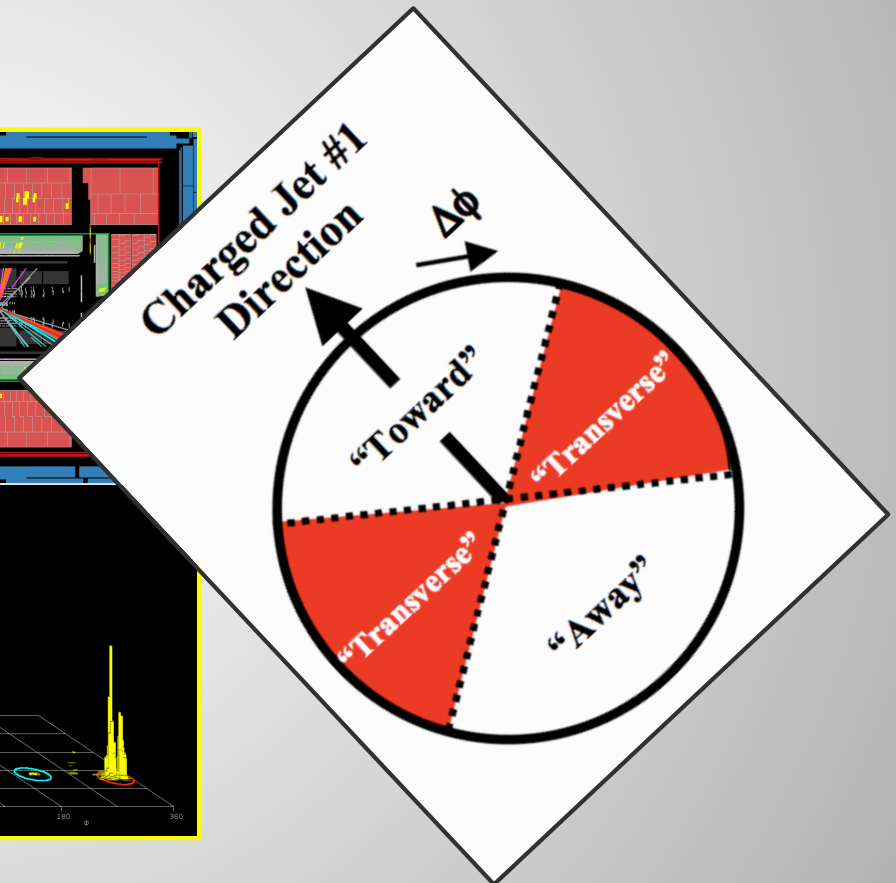 Charged Jet #1
Direction
Δϕ
“Toward”
“Transverse”
“Transverse”
“Away”
180
Φ
360